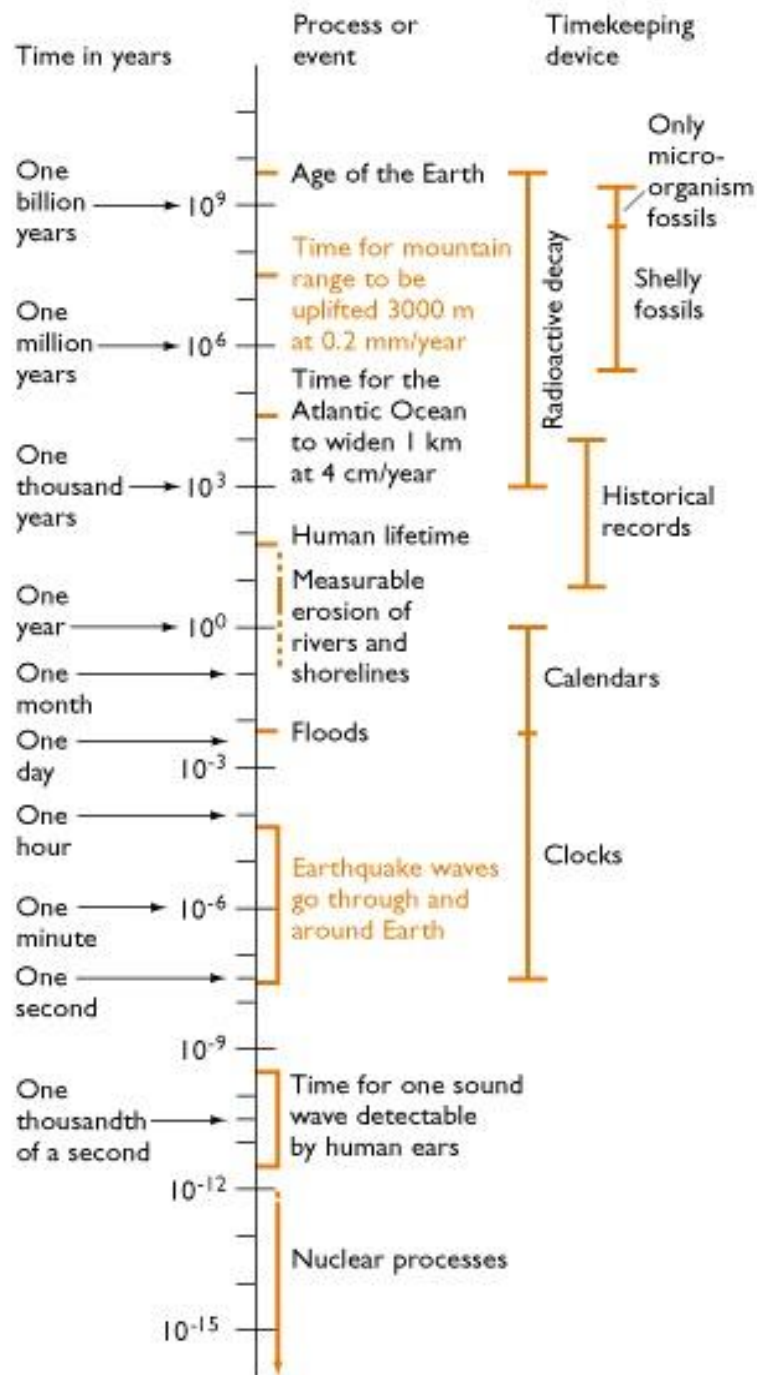 Time in years
Process or
event
Timekeeping
device
One
billion
years
10⁹
Age of the Earth
Only
micro-
organism
fossils
Time for mountain
range to be
uplifted 3000 m
at 0.2 mm/year
Radioactive decay
Shelly
fossils
One
million
years
10⁶
Time for the
Atlantic Ocean
to widen 1 km
at 4 cm/year
One
thousand
years
10³
Historical
records
Human lifetime
Measurable
erosion of
rivers and
shorelines
One
year
10⁰
One
month
Calendars
Floods
One
day
10⁻³
One
hour
Clocks
Earthquake waves
go through and
around Earth
One
minute
10⁻⁶
One
second
10⁻⁹
One
thousandth
of a second
Time for one sound
wave detectable
by human ears
10⁻¹²
Nuclear processes
10⁻¹⁵